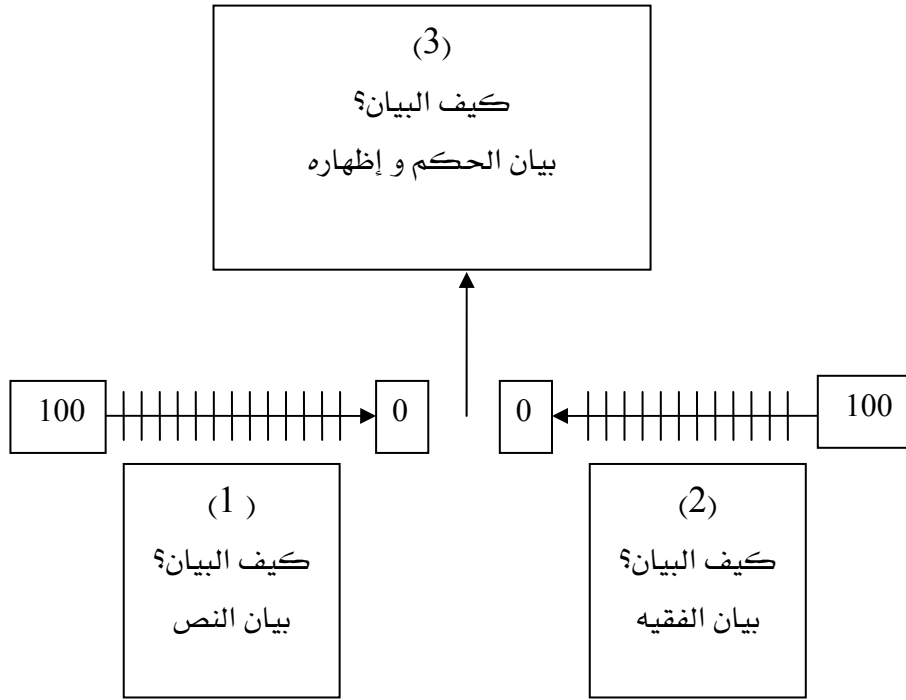 (3)
كيف البيان؟
بيان الحكم و إظهاره
100
0
0
100
(1 )
كيف البيان؟
بيان النص
(2)
كيف البيان؟
بيان الفقيه